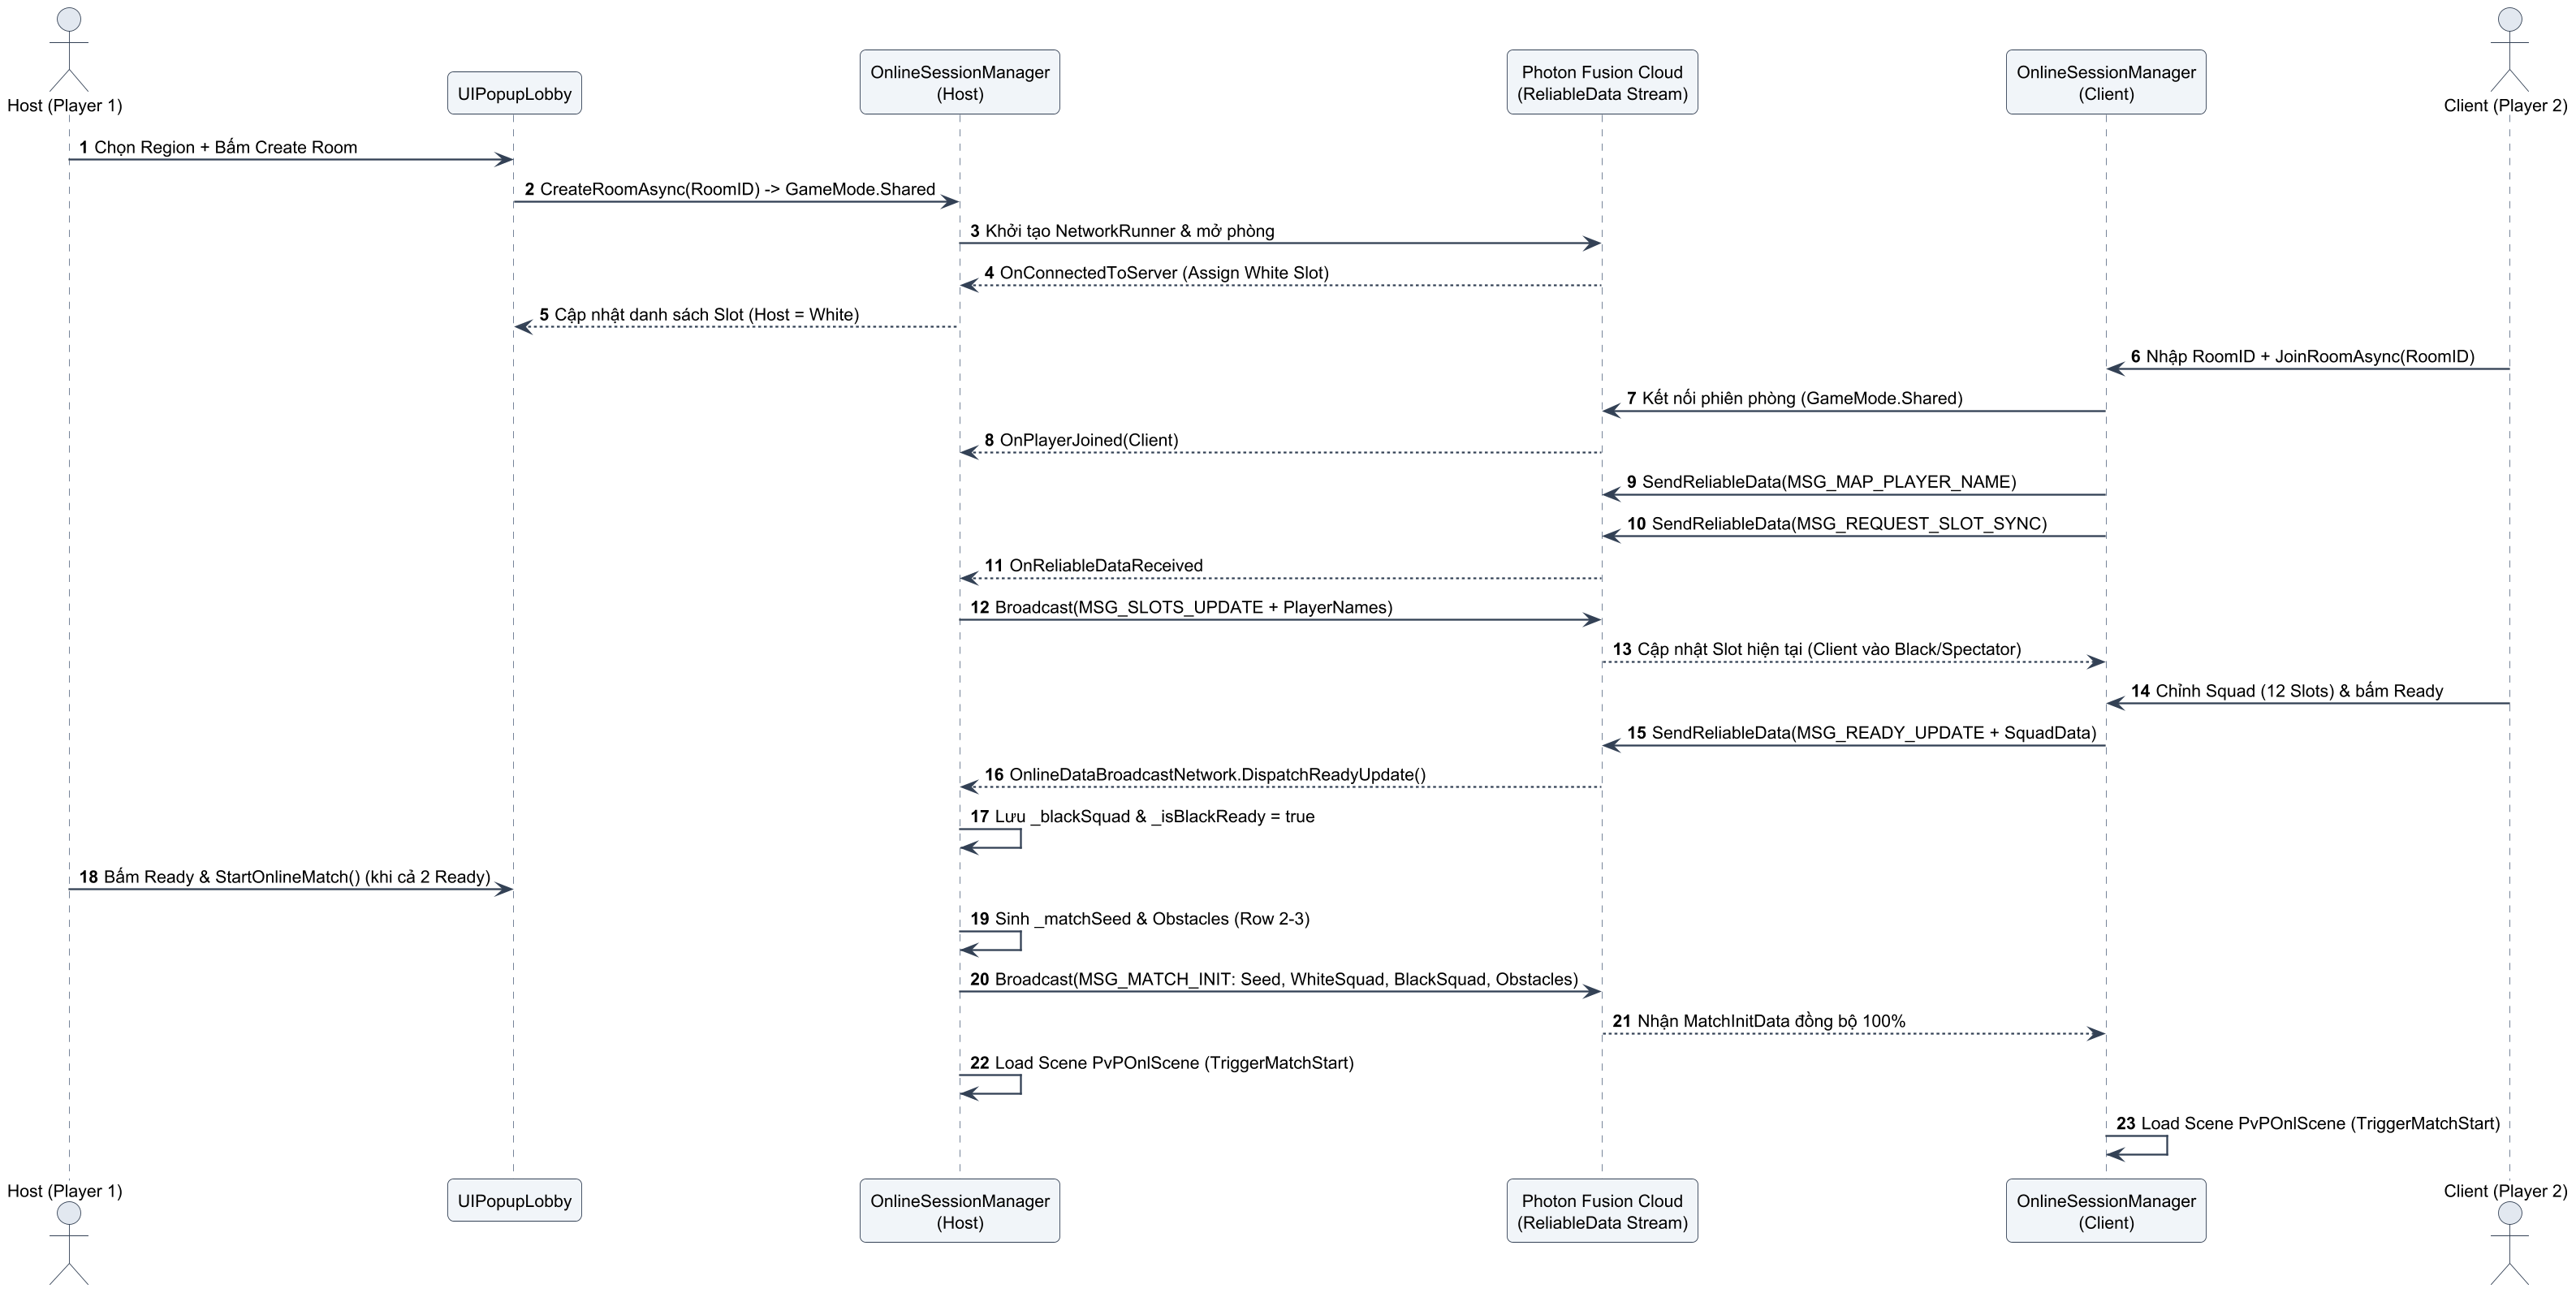 Host (Player 1)
UIPopupLobby
OnlineSessionManager
(Host)
Photon Fusion Cloud
(ReliableData Stream)
OnlineSessionManager
(Client)
Client (Player 2)
1 Chọn Region + Bấm Create Room
2 CreateRoomAsync(RoomID) -> GameMode.Shared
3 Khởi tạo NetworkRunner & mở phòng
4 OnConnectedToServer (Assign White Slot)
5 Cập nhật danh sách Slot (Host = White)
6 Nhập RoomID + JoinRoomAsync(RoomID)
7 Kết nối phiên phòng (GameMode.Shared)
8 OnPlayerJoined(Client)
9 SendReliableData(MSG_MAP_PLAYER_NAME)
10 SendReliableData(MSG_REQUEST_SLOT_SYNC)
11 OnReliableDataReceived
12 Broadcast(MSG_SLOTS_UPDATE + PlayerNames)
13 Cập nhật Slot hiện tại (Client vào Black/Spectator)
14 Chỉnh Squad (12 Slots) & bấm Ready
15 SendReliableData(MSG_READY_UPDATE + SquadData)
16 OnlineDataBroadcastNetwork.DispatchReadyUpdate()
17 Lưu _blackSquad & _isBlackReady = true
18 Bấm Ready & StartOnlineMatch() (khi cả 2 Ready)
19 Sinh _matchSeed & Obstacles (Row 2-3)
20 Broadcast(MSG_MATCH_INIT: Seed, WhiteSquad, BlackSquad, Obstacles)
21 Nhận MatchInitData đồng bộ 100%
22 Load Scene PvPOnlScene (TriggerMatchStart)
23 Load Scene PvPOnlScene (TriggerMatchStart)
Host (Player 1)
UIPopupLobby
OnlineSessionManager
(Host)
Photon Fusion Cloud
(ReliableData Stream)
OnlineSessionManager
(Client)
Client (Player 2)